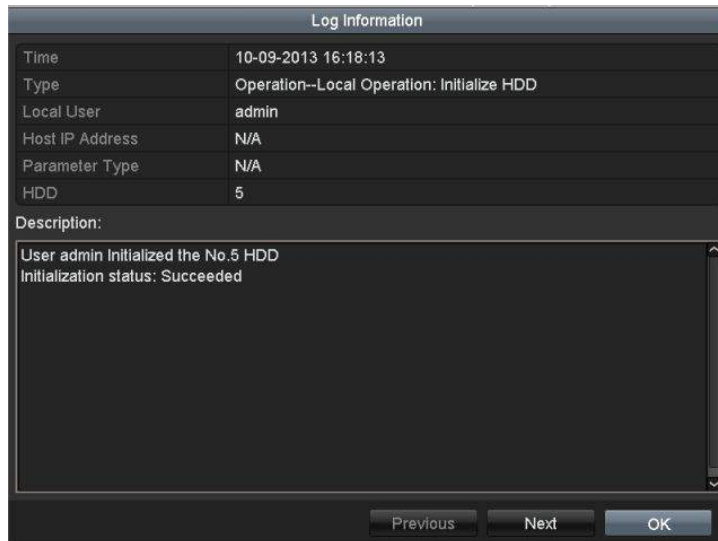 Log Information
Time 10-09-2013 16:18:13
Type Operation--Local Operation: Initialize HDD
Local User admin
Host IP Address N/A
Parameter Type N/A
HDD 5
Description:
User admin Initialized the No.5 HDD
Initialization status: Succeeded
Previous Next OK